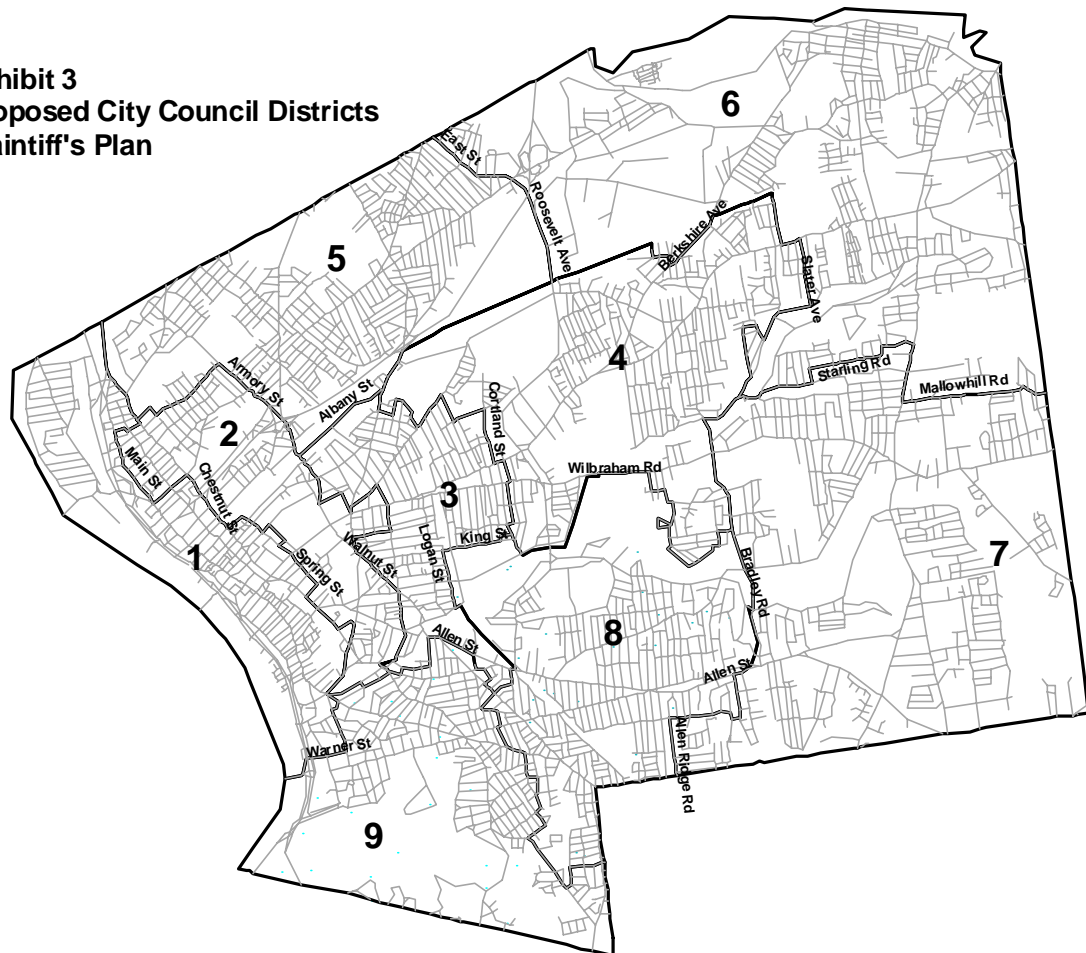 hibit 3
oposed City Council Districts
aintiff's Plan
6
East St
Roosevelt Ave
Berkshire Ave
5
Slater Ave
4
Starling Rd
Mallowhill Rd
Armory St
Albany St
Cortland St
2
Main St
Chestnut St
Wilbraham Rd
3
King St
Logan St
1
Walnut St
Spring St
7
Bradley Rd
8
Allen St
Allen St
Allen Ridge Rd
Warner St
9